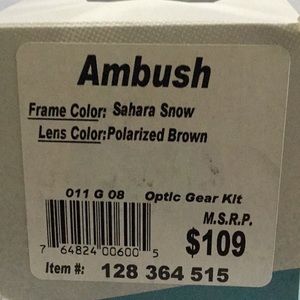 Ambush
Frame Color: Sahara Snow
Lens Color:Polarized Brown
011 G 08 Optic Gear Kit
M.S.R.P.
7 64824 00600 5
$109
Item #: 128 364 515